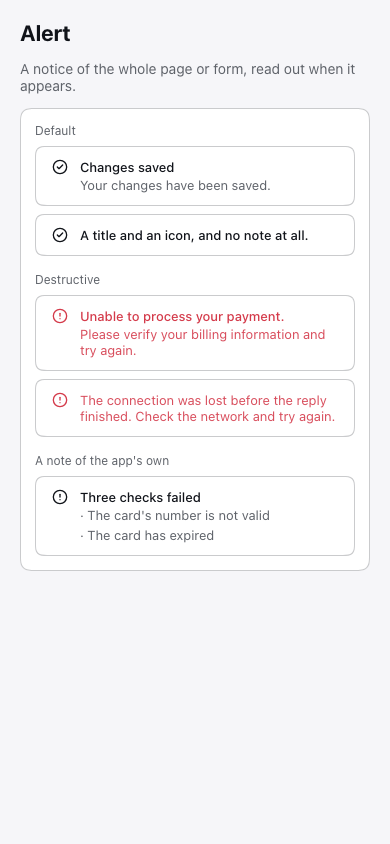 Alert
A notice of the whole page or form, read out when it
appears.
Default
Changes saved
Your changes have been saved.
A title and an icon, and no note at all.
Destructive
Unable to process your payment.
Please verify your billing information and
try again.
The connection was lost before the reply
finished. Check the network and try again.
A note of the app's own
Three checks failed
· The card's number is not valid
· The card has expired